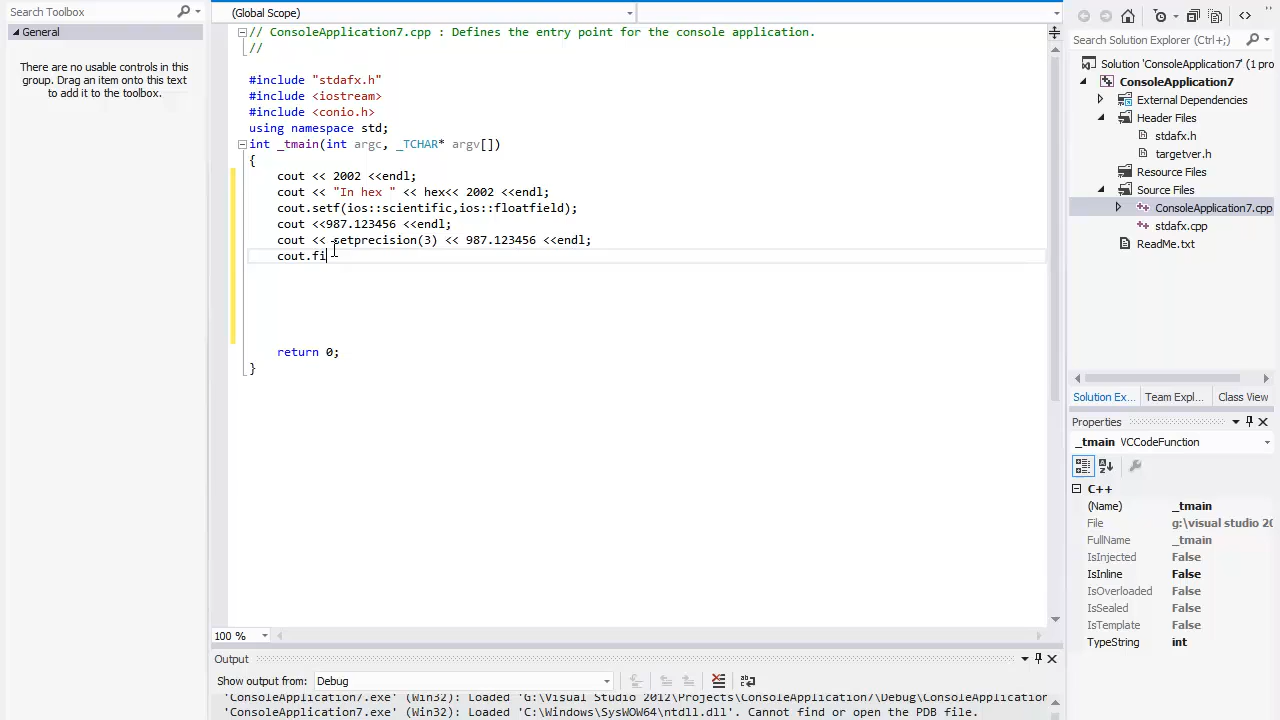 Search Toolbox
General
There are no usable controls in this
group. Drag an item onto this text
to add it to the toolbox.
(Global Scope)
// ConsoleApplication7.cpp : Defines the entry point for the console application.
//
#include "stdafx.h"
#include <iostream>
#include <conio.h>
using namespace std;
int _tmain(int argc, _TCHAR* argv[])
{
cout << 2002 <<endl;
cout << "In hex " << hex<< 2002 <<endl;
cout.setf(ios::scientific,ios::floatfield);
cout <<987.123456 <<endl;
cout << setprecision(3) << 987.123456 <<endl;
cout.fi
return 0;
}
100 %
Output
Show output from: Debug
'ConsoleApplication7.exe' (Win32): Loaded 'G:\Visual Studio 2012\Projects\ConsoleApplication7\Debug\ConsoleApplication
'ConsoleApplication7.exe' (Win32): Loaded 'C:\Windows\SysWOW64\ntdll.dll'. Cannot find or open the PDB file.
Search Solution Explorer (Ctrl+;)
Solution 'ConsoleApplication7' (1 pro
ConsoleApplication7
External Dependencies
Header Files
stdafx.h
targetver.h
Resource Files
Source Files
ConsoleApplication7.cpp
stdafx.cpp
ReadMe.txt
Solution Ex... Team Expl... Class View
Properties
_tmain VCCodeFunction
C++
(Name) _tmain
File g:\visual studio 20
FullName _tmain
IsInjected False
IsInline False
IsOverloaded False
IsSealed False
IsTemplate False
TypeString int